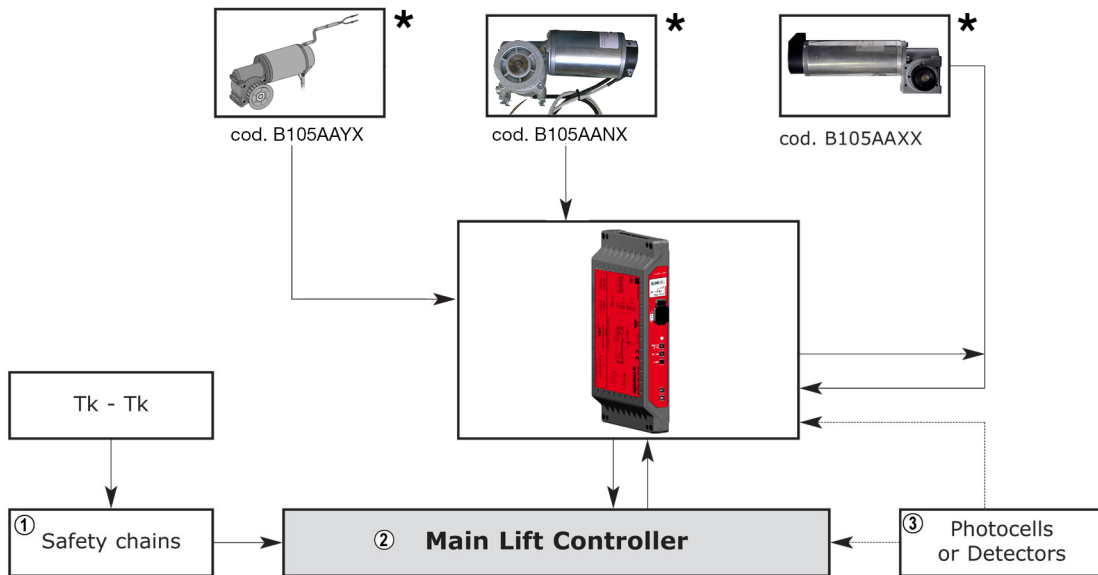 *
*
*
cod. B105AAYX
cod. B105AANX
cod. B105AAXX
Tk - Tk
① Safety chains
② Main Lift Controller
③ Photocells
or Detectors